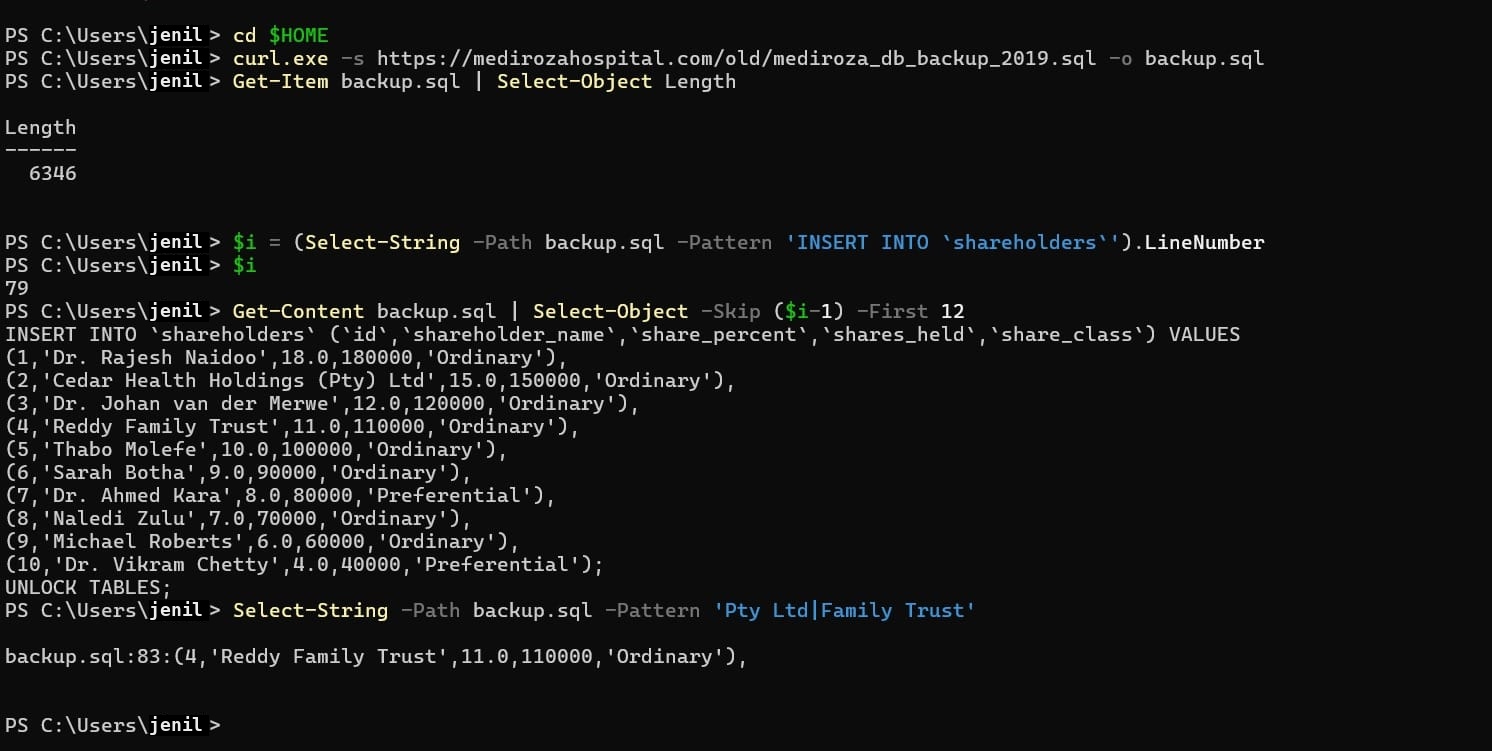 PS C:\Users\jenil> cd $HOME
PS C:\Users\jenil> curl.exe -s https://medirozahospital.com/old/mediroza_db_backup_2019.sql -o backup.sql
PS C:\Users\jenil> Get-Item backup.sql | Select-Object Length
Length
------
6346
PS C:\Users\jenil> $i = (Select-String -Path backup.sql -Pattern 'INSERT INTO `shareholders`').LineNumber
PS C:\Users\jenil> $i
79
PS C:\Users\jenil> Get-Content backup.sql | Select-Object -Skip ($i-1) -First 12
INSERT INTO `shareholders` (`id`,`shareholder_name`,`share_percent`,`shares_held`,`share_class`) VALUES
(1,'Dr. Rajesh Naidoo',18.0,180000,'Ordinary'),
(2,'Cedar Health Holdings (Pty) Ltd',15.0,150000,'Ordinary'),
(3,'Dr. Johan van der Merwe',12.0,120000,'Ordinary'),
(4,'Reddy Family Trust',11.0,110000,'Ordinary'),
(5,'Thabo Molefe',10.0,100000,'Ordinary'),
(6,'Sarah Botha',9.0,90000,'Ordinary'),
(7,'Dr. Ahmed Kara',8.0,80000,'Preferential'),
(8,'Naledi Zulu',7.0,70000,'Ordinary'),
(9,'Michael Roberts',6.0,60000,'Ordinary'),
(10,'Dr. Vikram Chetty',4.0,40000,'Preferential');
UNLOCK TABLES;
PS C:\Users\jenil> Select-String -Path backup.sql -Pattern 'Pty Ltd|Family Trust'
backup.sql:83:(4,'Reddy Family Trust',11.0,110000,'Ordinary'),
PS C:\Users\jenil>